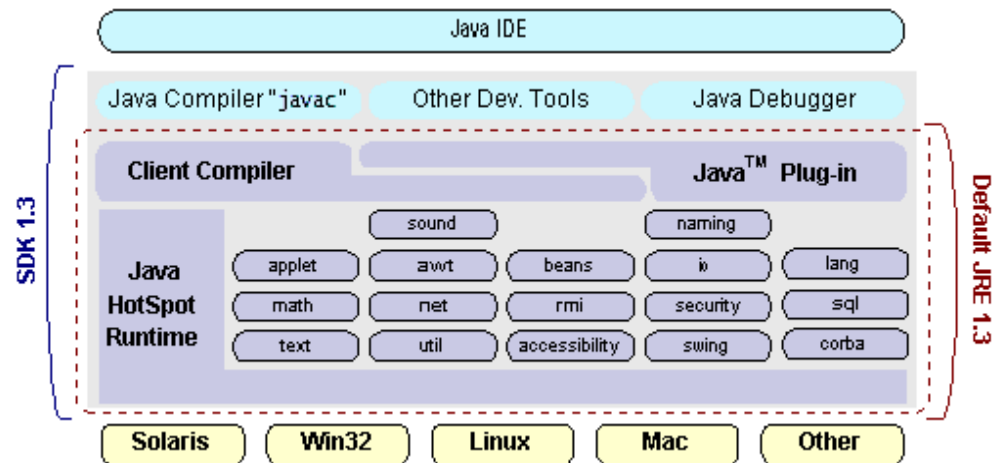 Java IDE
Java Compiler "javac"
Other Dev. Tools
Java Debugger
Client Compiler
Java™ Plug-in
SDK 1.3
Default JRE 1.3
Java
HotSpot
Runtime
sound
naming
applet
awt
beans
io
lang
math
net
rmi
security
sql
text
util
accessibility
swing
corba
Solaris
Win32
Linux
Mac
Other